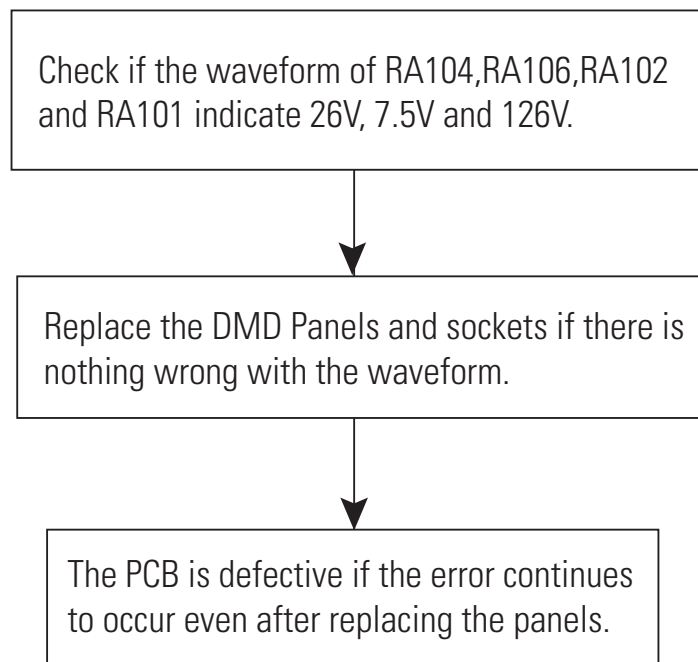 Check if the waveform of RA104,RA106,RA102
and RA101 indicate 26V, 7.5V and 126V.
Replace the DMD Panels and sockets if there is
nothing wrong with the waveform.
The PCB is defective if the error continues
to occur even after replacing the panels.